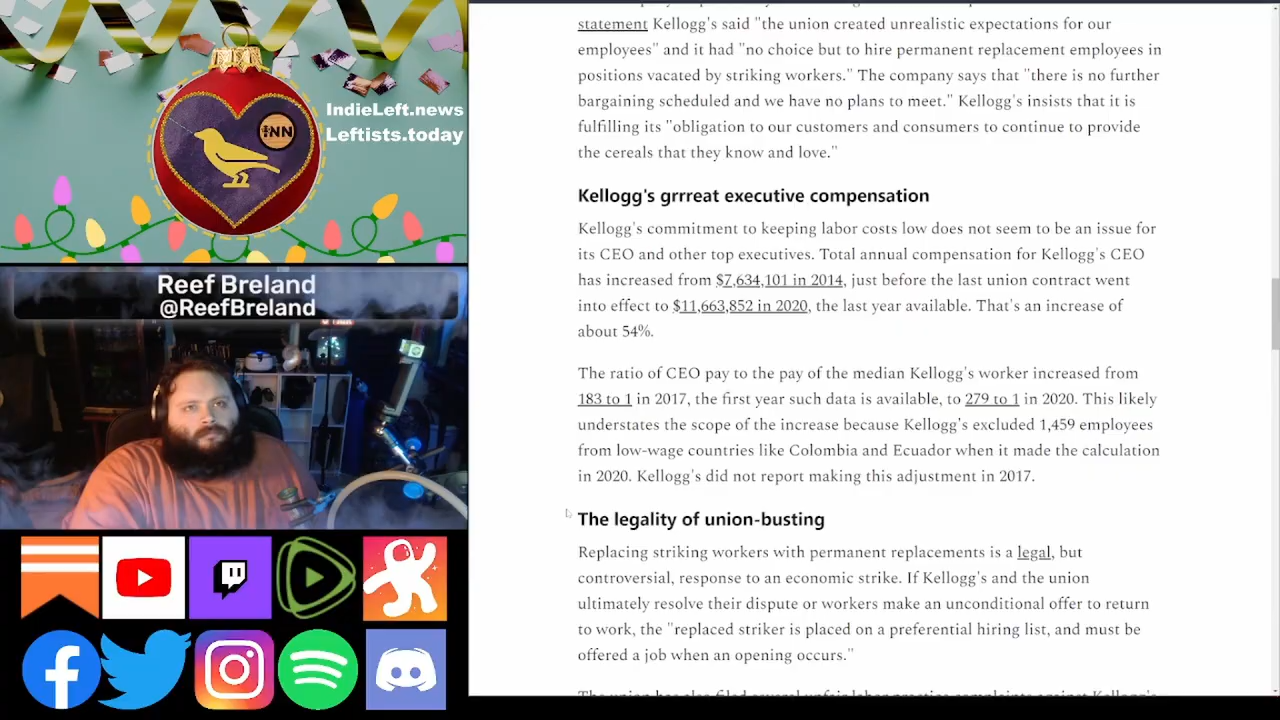 IndieLeft.news
Leftists.today
iNN
Reef Breland
@ReefBreland
statement Kellogg's said "the union created unrealistic expectations for our
employees" and it had "no choice but to hire permanent replacement employees in
positions vacated by striking workers." The company says that "there is no further
bargaining scheduled and we have no plans to meet." Kellogg's insists that it is
fulfilling its "obligation to our customers and consumers to continue to provide
the cereals that they know and love."
Kellogg's grrreat executive compensation
Kellogg's commitment to keeping labor costs low does not seem to be an issue for
its CEO and other top executives. Total annual compensation for Kellogg's CEO
has increased from $7,634,101 in 2014, just before the last union contract went
into effect to $11,663,852 in 2020, the last year available. That's an increase of
about 54%.
The ratio of CEO pay to the pay of the median Kellogg's worker increased from
183 to 1 in 2017, the first year such data is available, to 279 to 1 in 2020. This likely
understates the scope of the increase because Kellogg's excluded 1,459 employees
from low-wage countries like Colombia and Ecuador when it made the calculation
in 2020. Kellogg's did not report making this adjustment in 2017.
The legality of union-busting
Replacing striking workers with permanent replacements is a legal, but
controversial, response to an economic strike. If Kellogg's and the union
ultimately resolve their dispute or workers make an unconditional offer to return
to work, the "replaced striker is placed on a preferential hiring list, and must be
offered a job when an opening occurs."